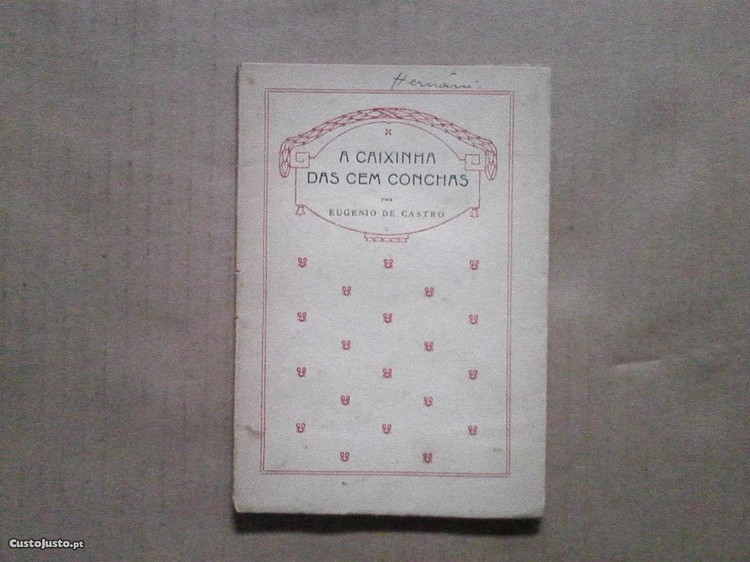 Hernâni.
A CAIXINHA
DAS CEM CONCHAS
POR
EUGENIO DE CASTRO
CustoJusto.pt